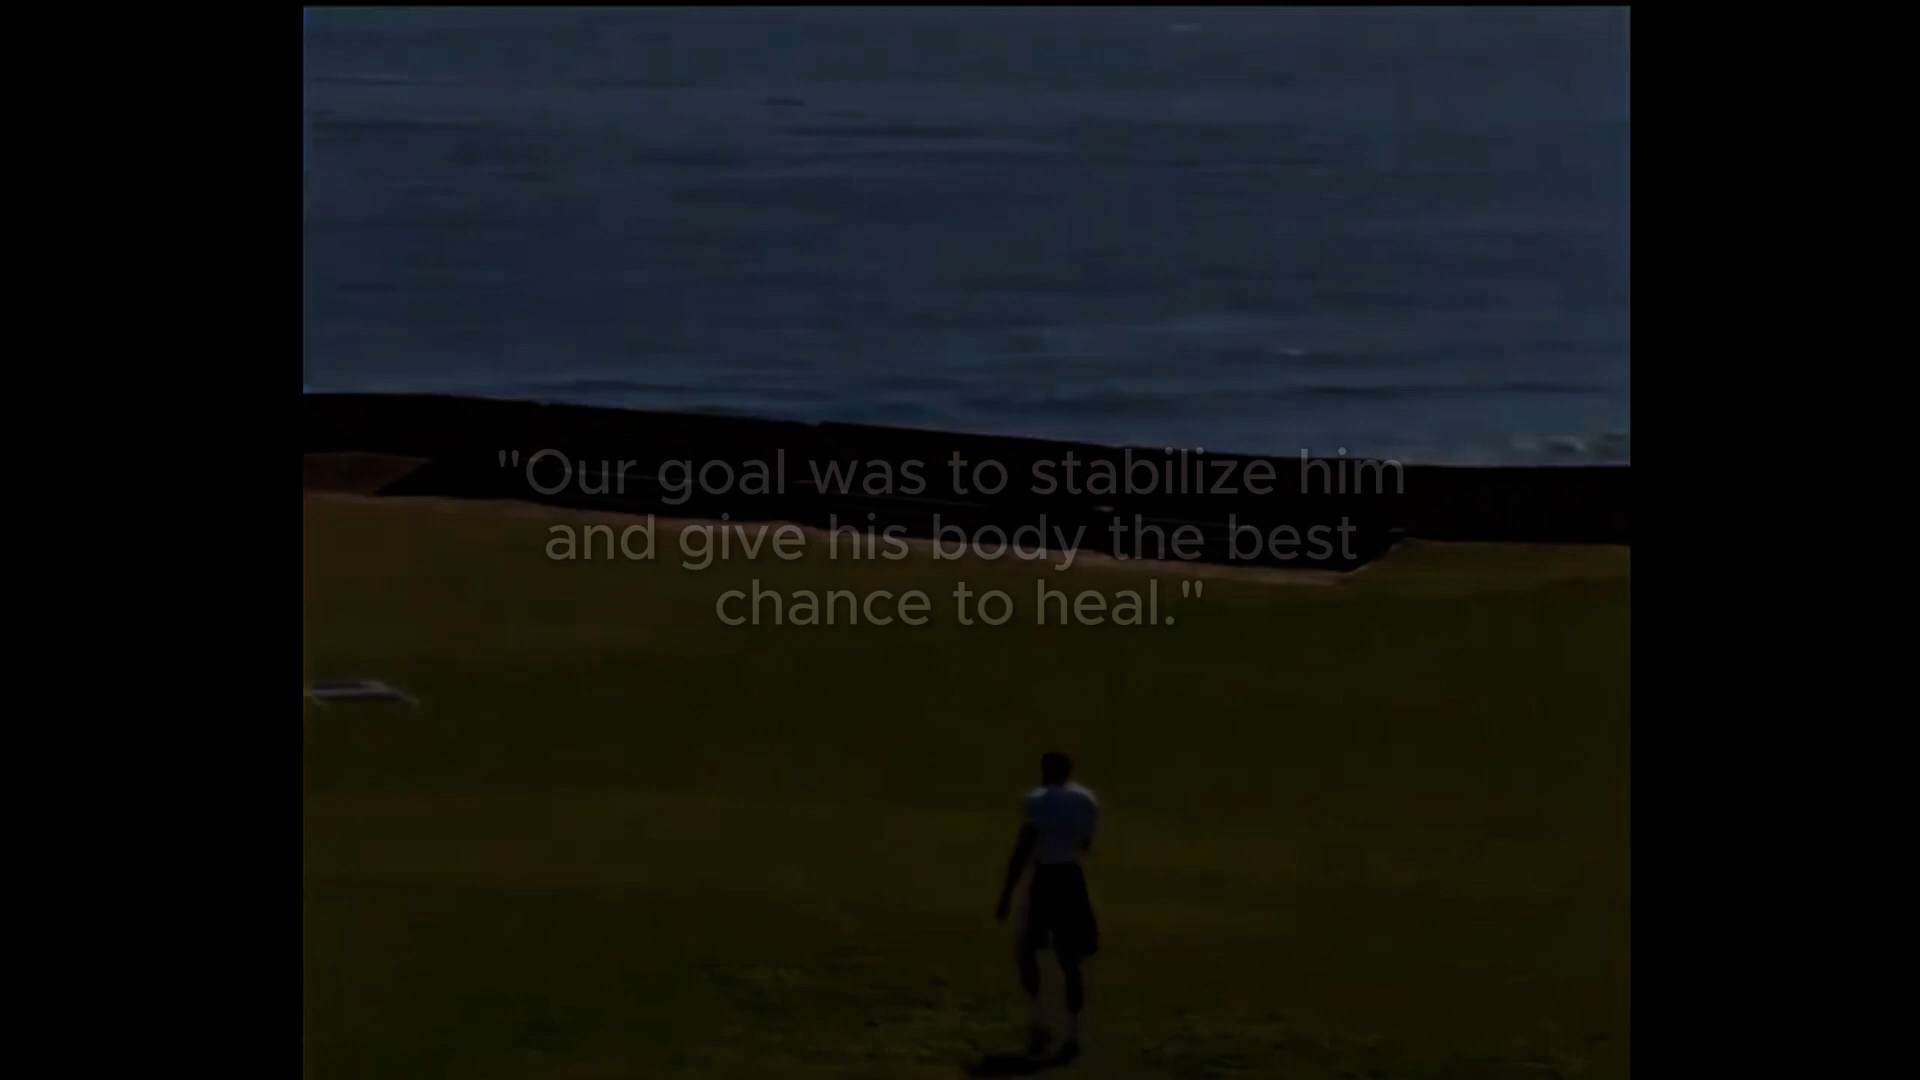 "Our goal was to stabilize him
and give his body the best
chance to heal."